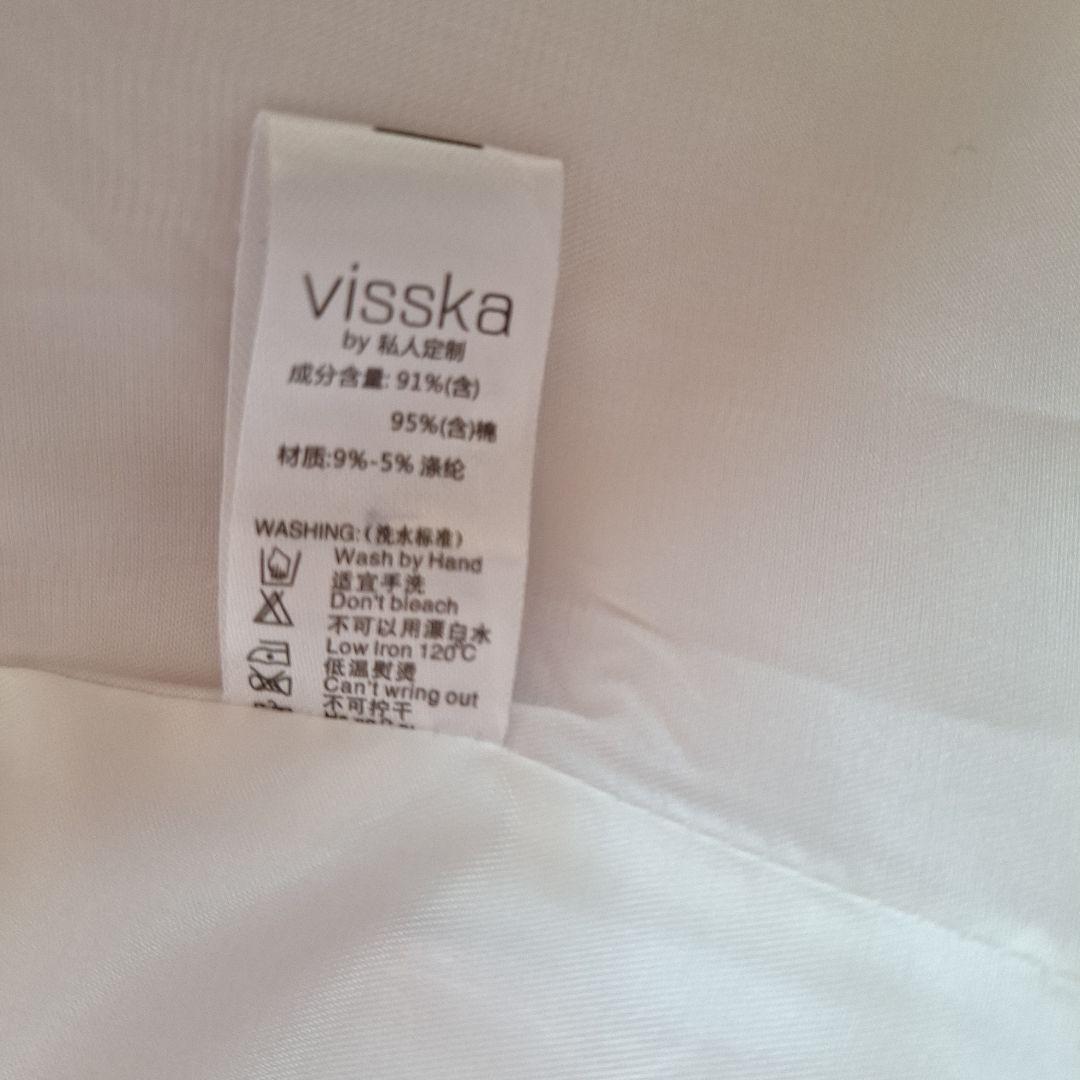 visska
by 私人定制
成分含量: 91%(含)
95%(含)棉
材质:9%-5% 涤纶
WASHING:(洗水标准)
Wash by Hand
适宜手洗
Don't bleach
不可以用漂白水
Low Iron 120°C
低温熨烫
Can't wring out
不可拧干